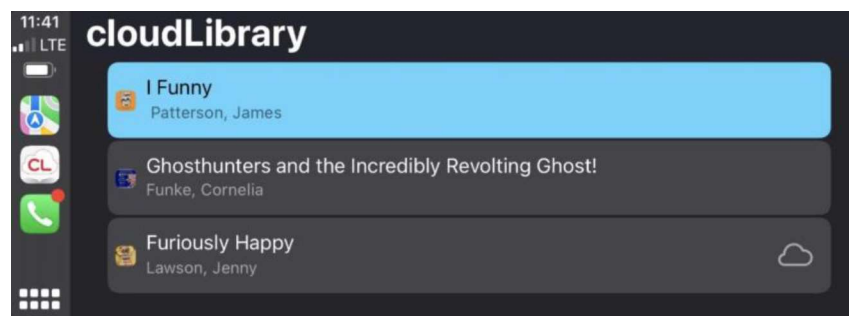 11:41
LTE
cloudLibrary
I Funny
Patterson, James
CL
Ghosthunters and the Incredibly Revolting Ghost!
Funke, Cornelia
Furiously Happy
Lawson, Jenny